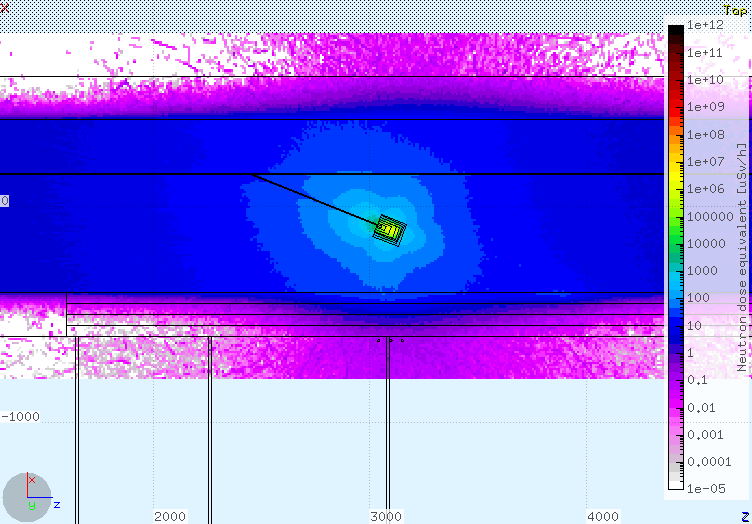 X
Top
1e+12
1e+11
1e+10
1e+09
1e+08
1e+07
1e+06
100000
10000
1000
100
10
1
0.1
0.01
0.001
0.0001
1e-05
Neutron dose equivalent [uSv/h]
0
-1000
2000
3000
4000
Z
x
y
z